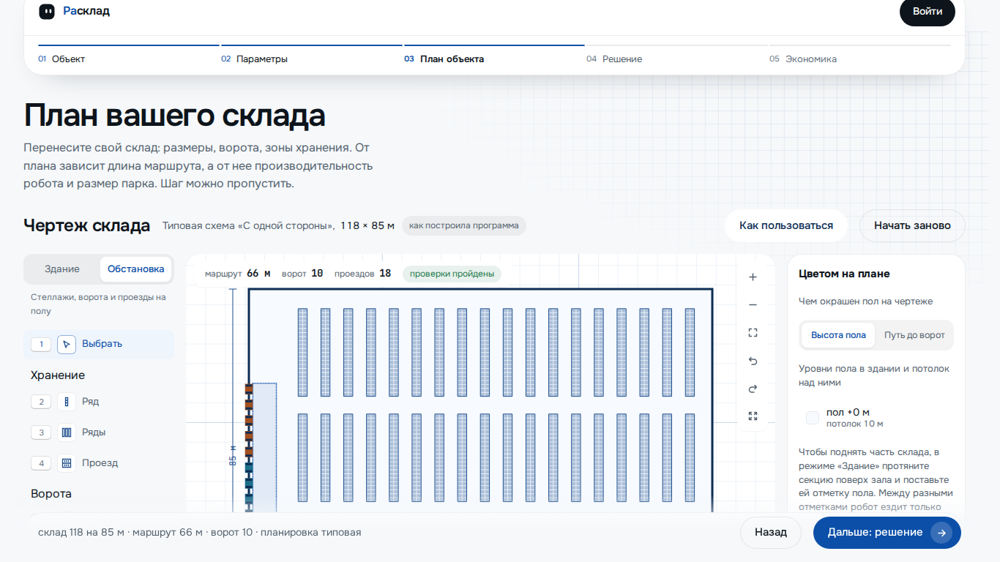 Расклад
Войти
01 Объект
02 Параметры
03 План объекта
04 Решение
05 Экономика
План вашего склада
Перенесите свой склад: размеры, ворота, зоны хранения. От
плана зависит длина маршрута, а от нее производительность
робота и размер парка. Шаг можно пропустить.
Чертеж склада
Типовая схема «С одной стороны», 118 × 85 м
как построила программа
Как пользоваться
Начать заново
Здание
Обстановка
Стеллажи, ворота и проезды на
полу
1 Выбрать
Хранение
2 Ряд
3 Ряды
4 Проезд
Ворота
маршрут 66 м ворот 10 проездов 18 проверки пройдены
85 м
Цветом на плане
Чем окрашен пол на чертеже
Высота пола
Путь до ворот
Уровни пола в здании и потолок
над ними
пол +0 м
потолок 10 м
Чтобы поднять часть склада, в
режиме «Здание» протяните
секцию поверх зала и поставьте
ей отметку пола. Между разными
отметками робот ездит только
склад 118 на 85 м · маршрут 66 м · ворот 10 · планировка типовая
Назад
Дальше: решение